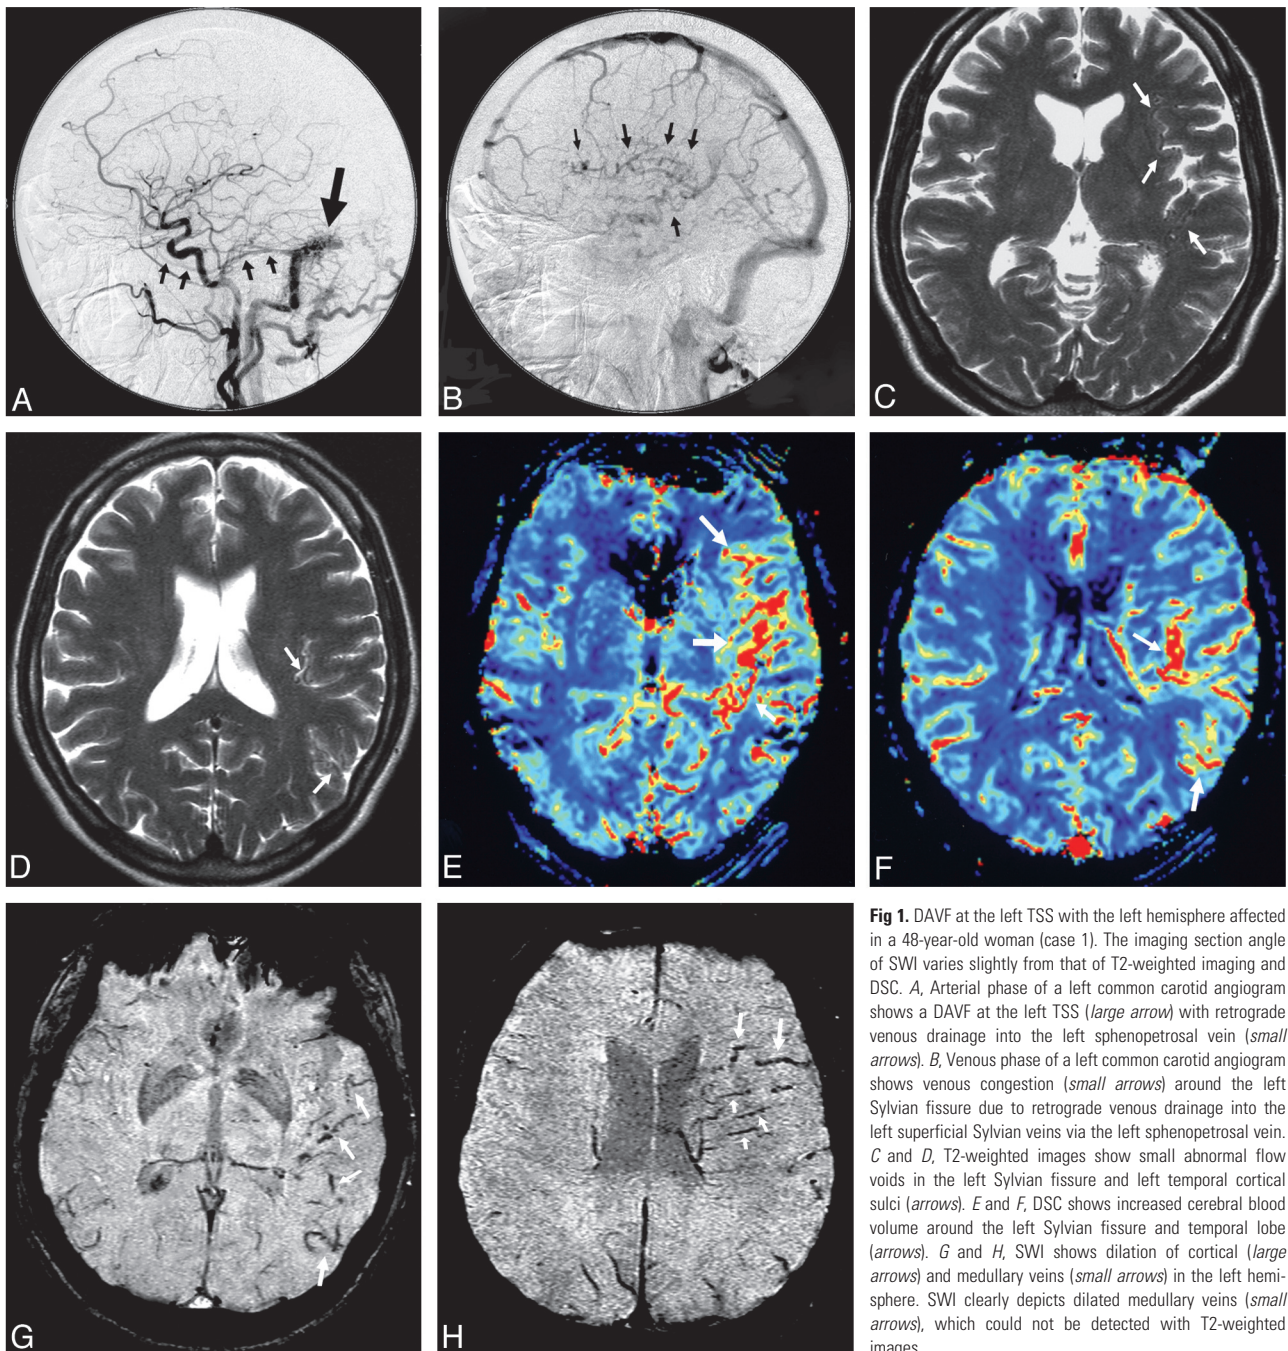 A
B
C
D
E
F
G
H
Fig 1. DAVF at the left TSS with the left hemisphere affected
in a 48-year-old woman (case 1). The imaging section angle
of SWI varies slightly from that of T2-weighted imaging and
DSC. A, Arterial phase of a left common carotid angiogram
shows a DAVF at the left TSS (large arrow) with retrograde
venous drainage into the left sphenopetrosal vein (small
arrows). B, Venous phase of a left common carotid angiogram
shows venous congestion (small arrows) around the left
Sylvian fissure due to retrograde venous drainage into the
left superficial Sylvian veins via the left sphenopetrosal vein.
C and D, T2-weighted images show small abnormal flow
voids in the left Sylvian fissure and left temporal cortical
sulci (arrows). E and F, DSC shows increased cerebral blood
volume around the left Sylvian fissure and temporal lobe
(arrows). G and H, SWI shows dilation of cortical (large
arrows) and medullary veins (small arrows) in the left hemi-
sphere. SWI clearly depicts dilated medullary veins (small
arrows), which could not be detected with T2-weighted
images.